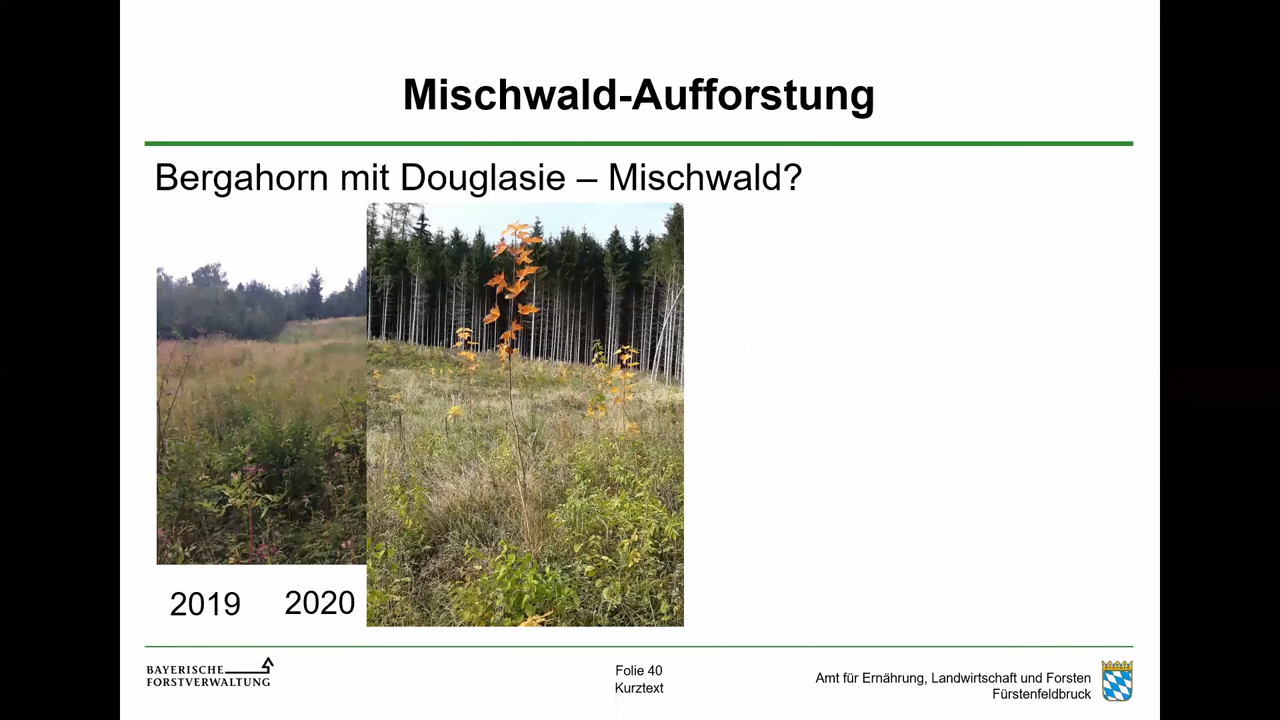 Mischwald-Aufforstung
Bergahorn mit Douglasie – Mischwald?
2019
2020
BAYERISCHE
FORSTVERWALTUNG
Folie 40
Kurztext
Amt für Ernährung, Landwirtschaft und Forsten
Fürstenfeldbruck